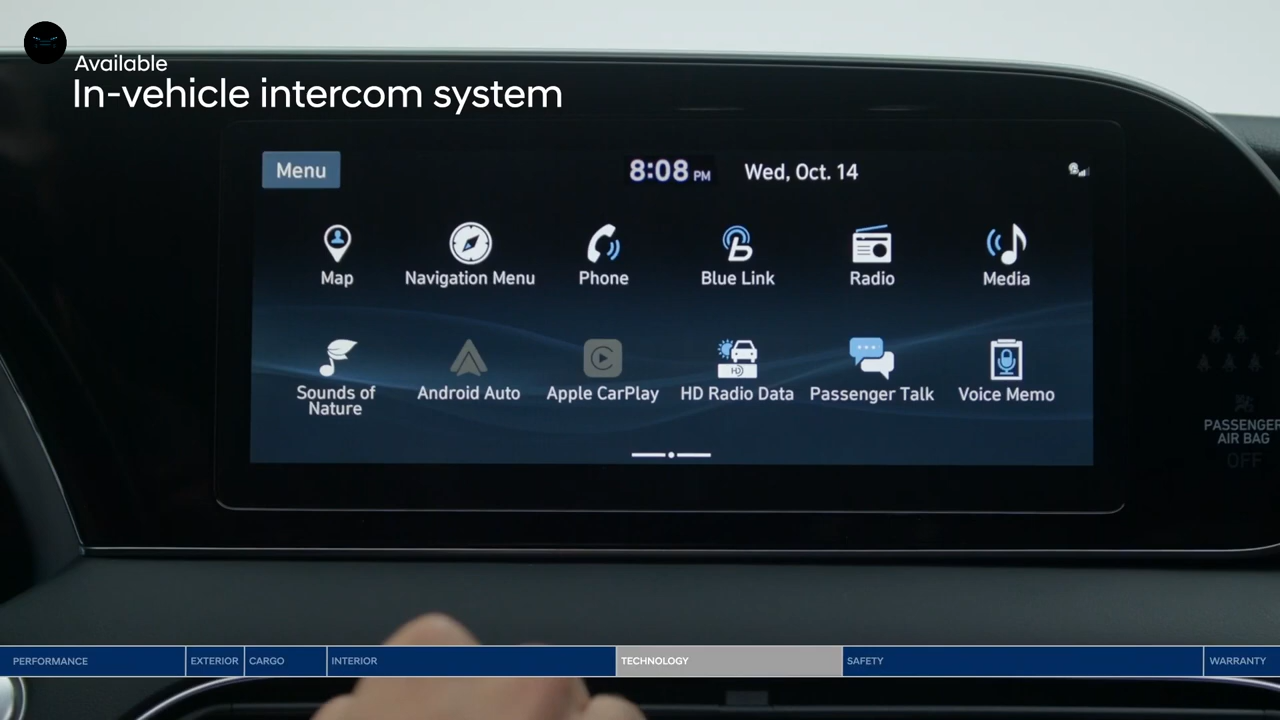 Available
In-vehicle intercom system
Menu
8:08 PM
Wed, Oct. 14
Map
Navigation Menu
Phone
Blue Link
Radio
Media
Sounds of
Nature
Android Auto
Apple CarPlay
HD Radio Data
Passenger Talk
Voice Memo
PASSENGER
AIR BAG
OFF
PERFORMANCE
EXTERIOR
CARGO
INTERIOR
TECHNOLOGY
SAFETY
WARRANTY